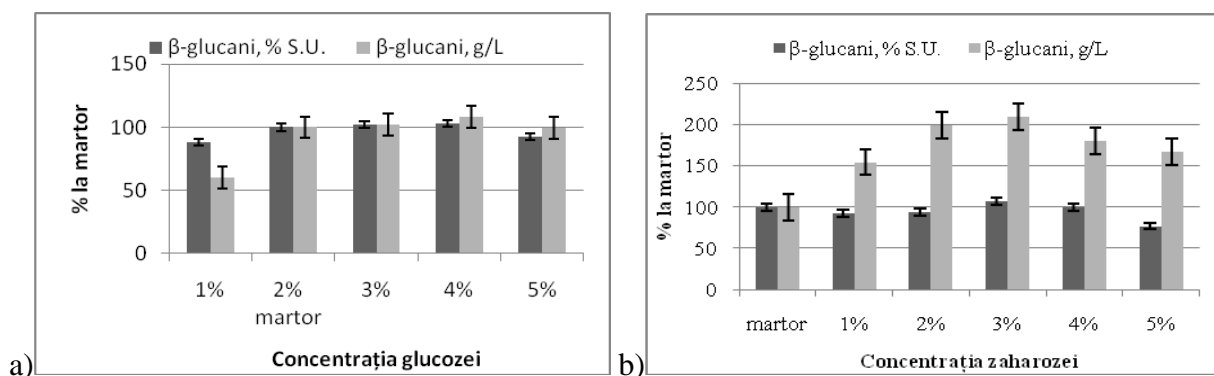 β-glucani, % S.U. β-glucani, g/L
150
100
50
0
% la martor
1% 2% 3% 4% 5%
martor
Concentrația glucozei
a)
β-glucani, % S.U. β-glucani, g/L
250
200
150
100
50
0
% la martor
martor 1% 2% 3% 4% 5%
Concentrația zaharozei
b)